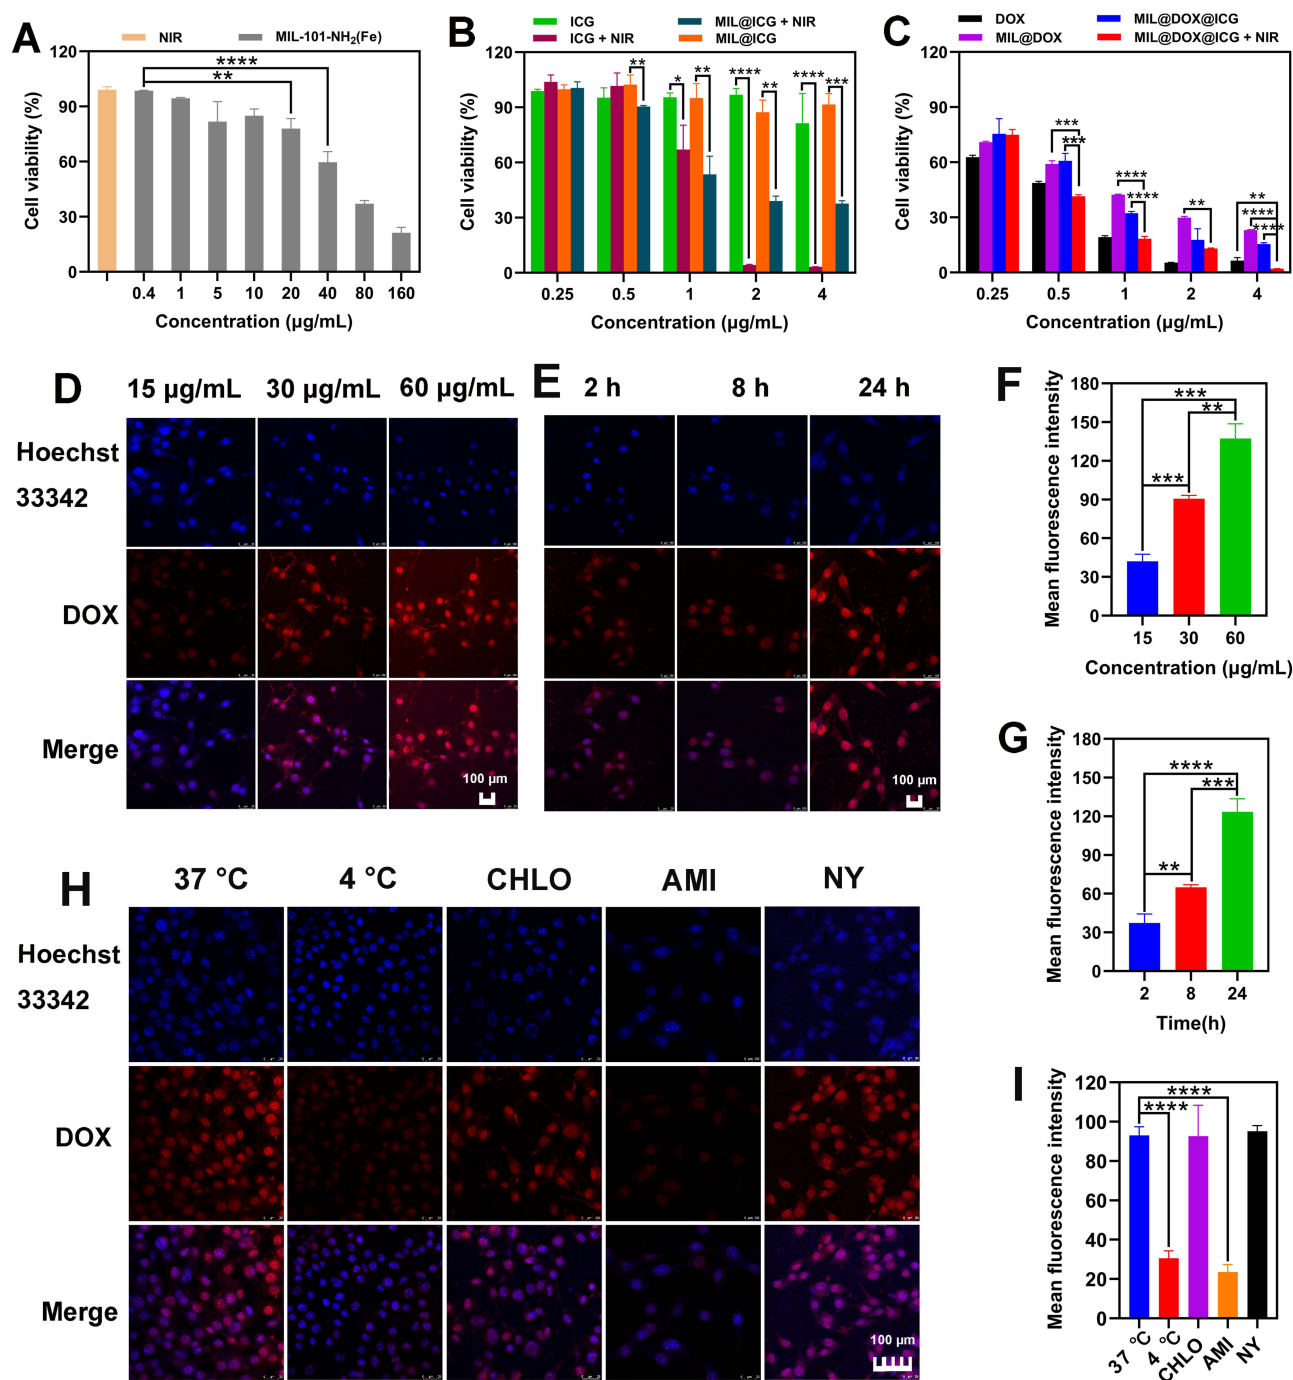 A
NIR
MIL-101-NH₂(Fe)
120
90
60
30
0
Cell viability (%)
****
**
0.4 1 5 10 20 40 80 160
Concentration (μg/mL)
B
ICG
MIL@ICG + NIR
ICG + NIR
MIL@ICG
120
90
60
30
0
Cell viability (%)
** * ** **** ** **** ***
0.25 0.5 1 2 4
Concentration (μg/mL)
C
DOX
MIL@DOX@ICG
MIL@DOX
MIL@DOX@ICG + NIR
120
90
60
30
0
Cell viability (%)
***
***
****
****
**
**
****
****
0.25 0.5 1 2 4
Concentration (μg/mL)
D
15 μg/mL 30 μg/mL 60 μg/mL
Hoechst
33342
DOX
Merge
100 μm
E
2 h 8 h 24 h
100 μm
F
180
150
120
90
60
30
0
Mean fluorescence intensity
***
**
***
15 30 60
Concentration (μg/mL)
G
180
150
120
90
60
30
0
Mean fluorescence intensity
****
***
**
2 8 24
Time(h)
H
37 °C 4 °C CHLO AMI NY
Hoechst
33342
DOX
Merge
100 μm
I
120
100
80
60
40
20
0
Mean fluorescence intensity
****
****
37 °C 4 °C CHLO AMI NY